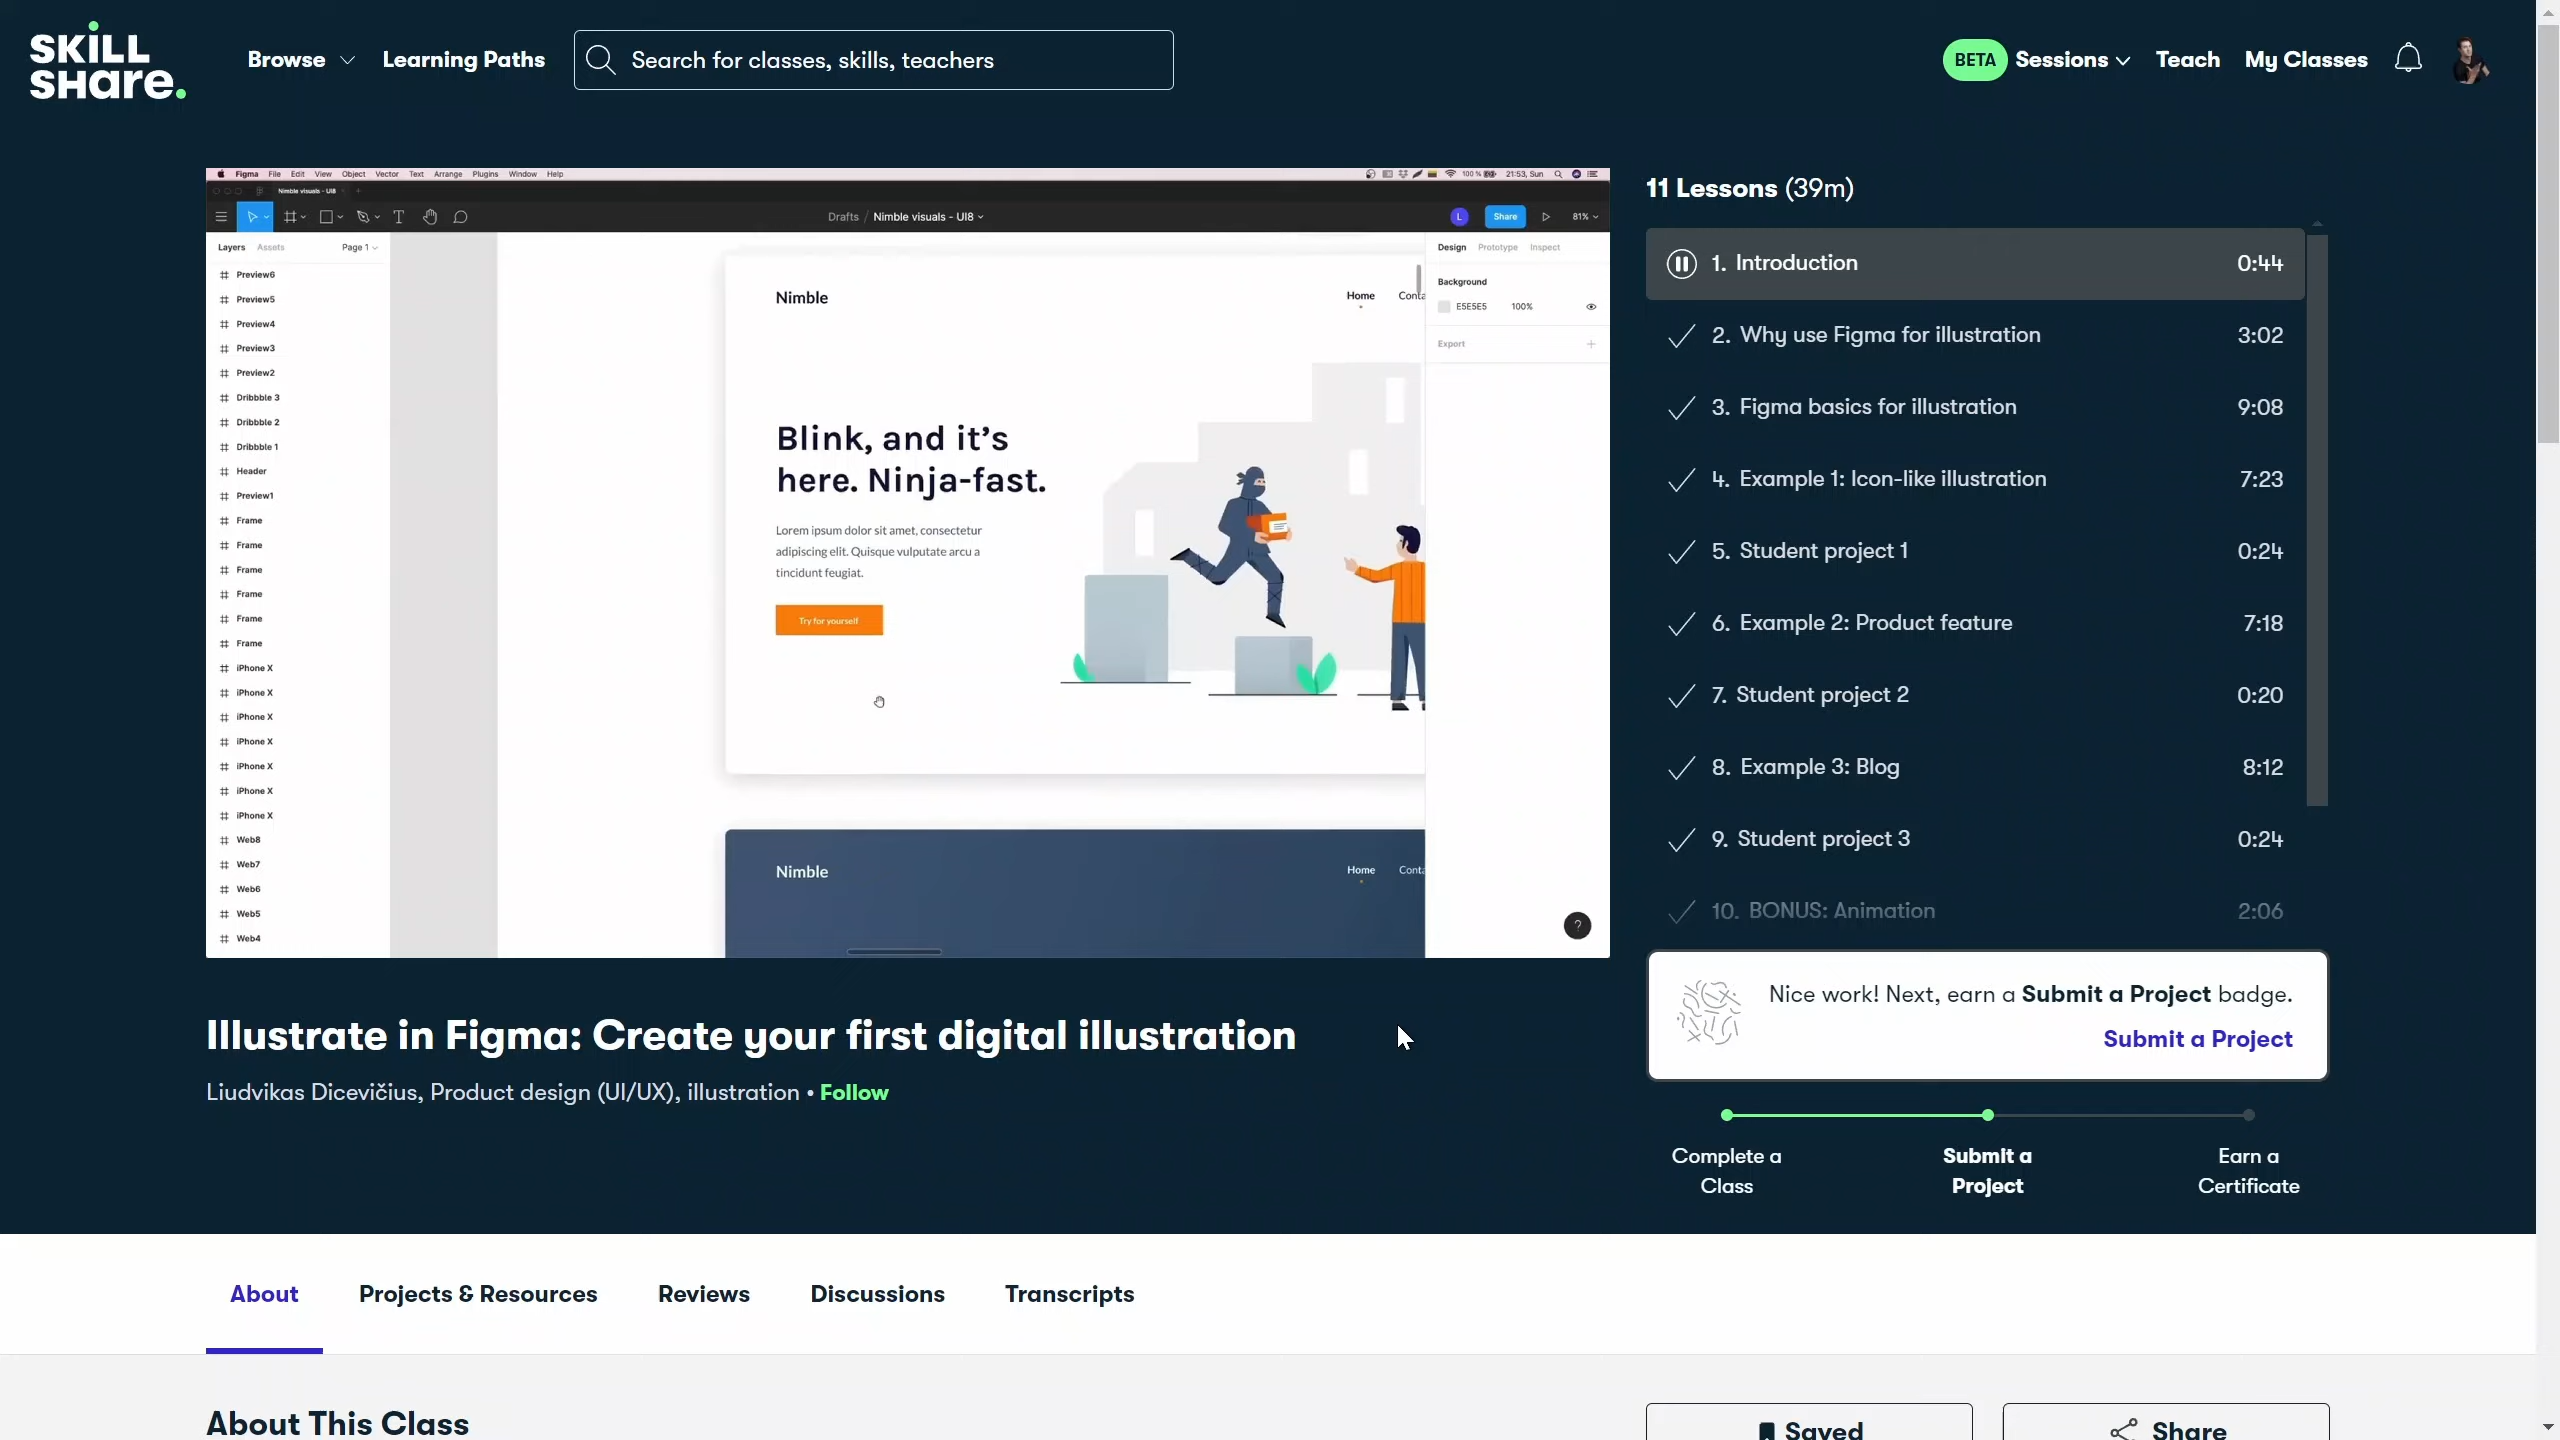 SKiLL
SHare.
Browse
Learning Paths
Search for classes, skills, teachers
BETA
Sessions
Teach
My Classes
Figma File Edit View Object Vector Text Arrange Plugins Window Help
100 %
21:53, Sun
Nimble visuals - UI8
Drafts / Nimble visuals - UI8
L
Share
81%
Layers
Assets
Page 1
Preview6
Preview5
Preview4
Preview3
Preview2
Dribbble 3
Dribbble 2
Dribbble 1
Header
Preview1
Frame
Frame
Frame
Frame
Frame
Frame
iPhone X
iPhone X
iPhone X
iPhone X
iPhone X
iPhone X
iPhone X
Web8
Web7
Web6
Web5
Web4
Nimble
Home
Conta
Blink, and it's
here. Ninja-fast.
Lorem ipsum dolor sit amet, consectetur
adipiscing elit. Quisque vulputate arcu a
tincidunt feugiat.
Try for yourself
Nimble
Home
Conta
Design
Prototype
Inspect
Background
E5E5E5
100%
Export
?
11 Lessons (39m)
1. Introduction 0:44
2. Why use Figma for illustration 3:02
3. Figma basics for illustration 9:08
4. Example 1: Icon-like illustration 7:23
5. Student project 1 0:24
6. Example 2: Product feature 7:18
7. Student project 2 0:20
8. Example 3: Blog 8:12
9. Student project 3 0:24
10. BONUS: Animation 2:06
Nice work! Next, earn a Submit a Project badge.
Submit a Project
Complete a
Class
Submit a
Project
Earn a
Certificate
Illustrate in Figma: Create your first digital illustration
Liudvikas Dicevičius, Product design (UI/UX), illustration • Follow
About
Projects & Resources
Reviews
Discussions
Transcripts
About This Class
Saved
Share